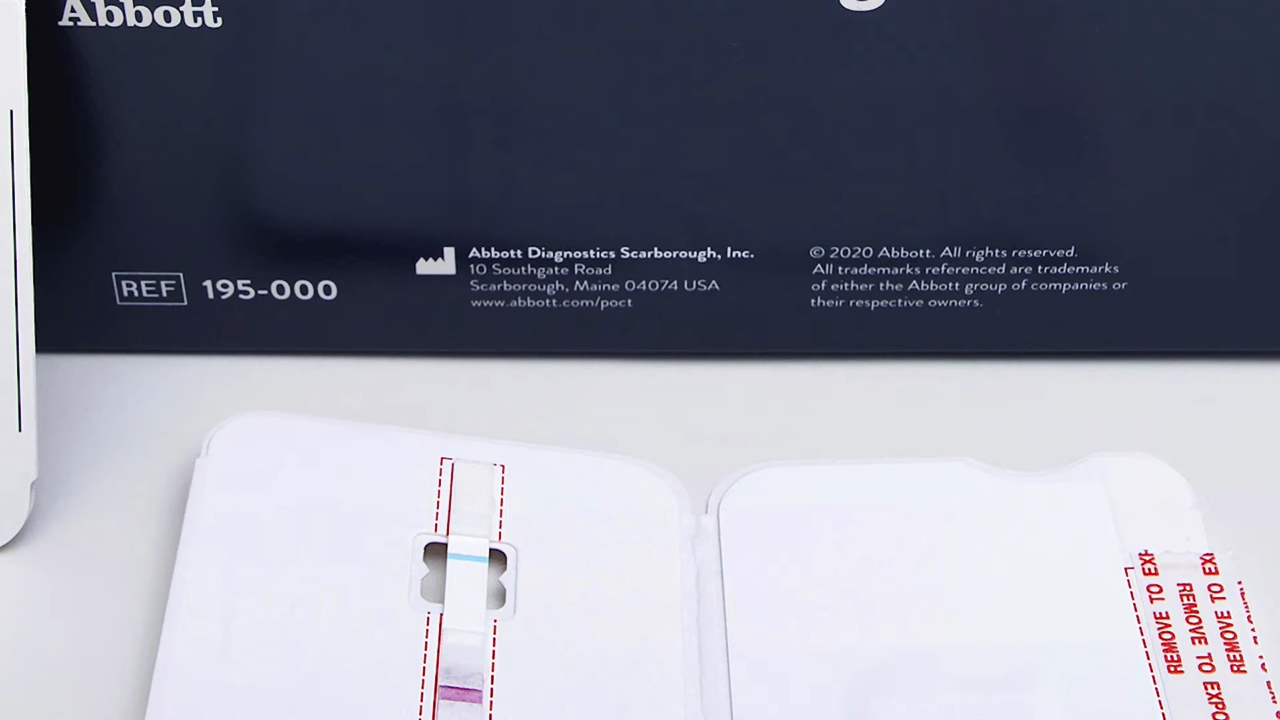 Abbott
Abbott Diagnostics Scarborough, Inc.
10 Southgate Road
Scarborough, Maine 04074 USA
www.abbott.com/poct
© 2020 Abbott. All rights reserved.
All trademarks referenced are trademarks
of either the Abbott group of companies or
their respective owners.
REF 195-000
REMOVE TO
REMOVE TO
REMOVE TO